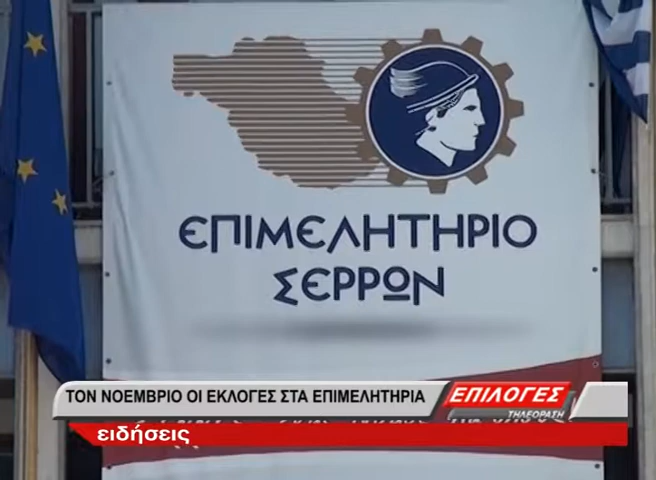 ΕΠΙΜΕΛΗΤΗΡΙΟ
ΣΕΡΡΩΝ
ΤΟΝ ΝΟΕΜΒΡΙΟ ΟΙ ΕΚΛΟΓΕΣ ΣΤΑ ΕΠΙΜΕΛΗΤΗΡΙΑ
ΕΠΙΛΟΓΕΣ
ΤΗΛΕΟΡΑΣΗ
ειδήσεις